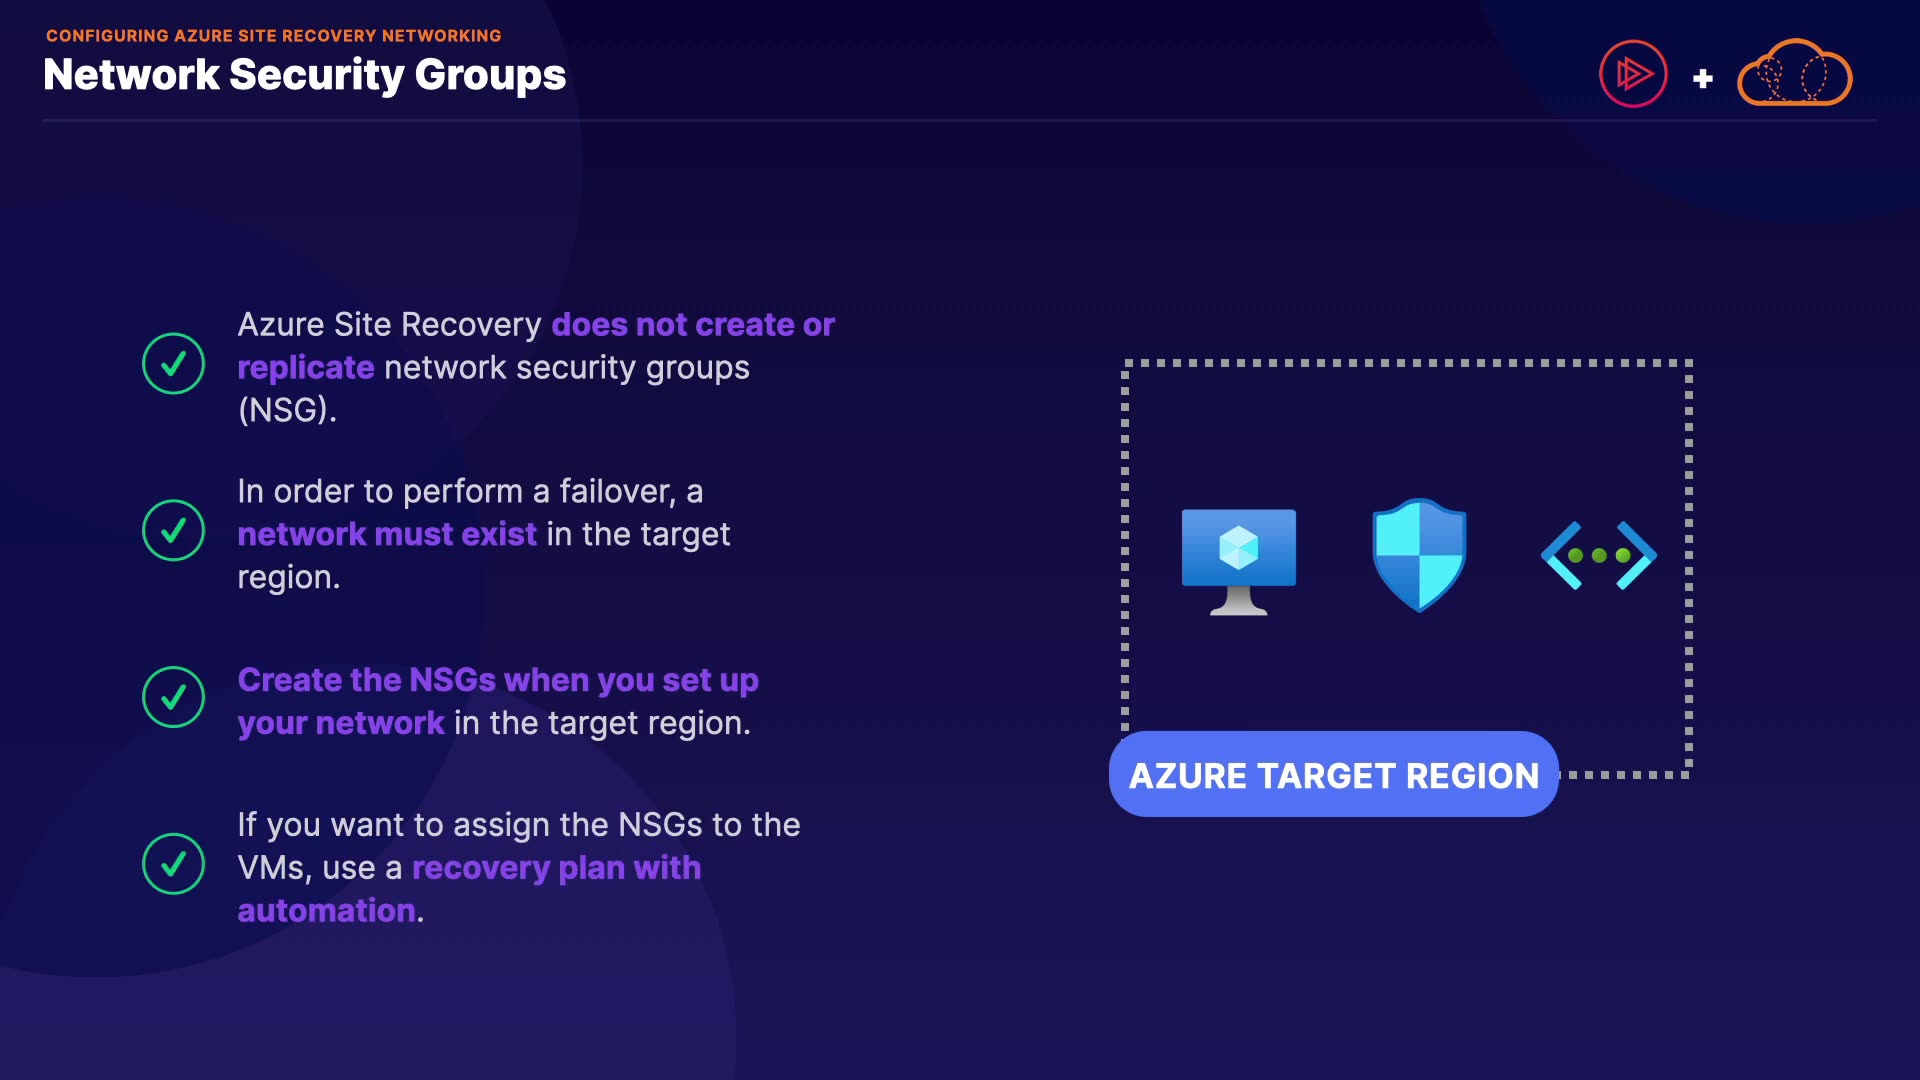 CONFIGURING AZURE SITE RECOVERY NETWORKING
Network Security Groups
Azure Site Recovery does not create or
replicate network security groups
(NSG).
In order to perform a failover, a
network must exist in the target
region.
Create the NSGs when you set up
your network in the target region.
If you want to assign the NSGs to the
VMs, use a recovery plan with
automation.
AZURE TARGET REGION